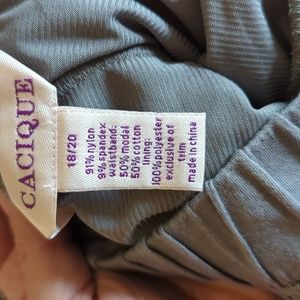 CACIQUE
18/20
91% nylon
9% spandex
waistband:
50% modal
50% cotton
lining:
100% polyester
exclusive of
trim
made in china